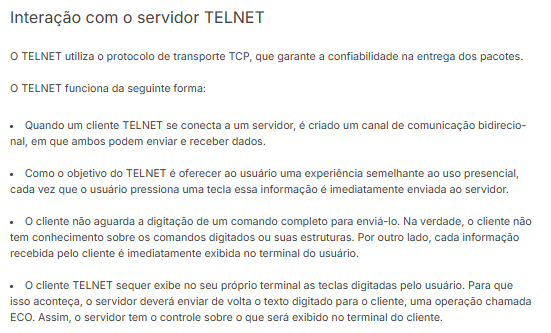 Interação com o servidor TELNET
O TELNET utiliza o protocolo de transporte TCP, que garante a confiabilidade na entrega dos pacotes.
O TELNET funciona da seguinte forma:
• Quando um cliente TELNET se conecta a um servidor, é criado um canal de comunicação bidirecio-
nal, em que ambos podem enviar e receber dados.
• Como o objetivo do TELNET é oferecer ao usuário uma experiência semelhante ao uso presencial,
cada vez que o usuário pressiona uma tecla essa informação é imediatamente enviada ao servidor.
• O cliente não aguarda a digitação de um comando completo para enviá-lo. Na verdade, o cliente não
tem conhecimento sobre os comandos digitados ou suas estruturas. Por outro lado, cada informação
recebida pelo cliente é imediatamente exibida no terminal do usuário.
• O cliente TELNET sequer exibe no seu próprio terminal as teclas digitadas pelo usuário. Para que
isso aconteça, o servidor deverá enviar de volta o texto digitado para o cliente, uma operação chamada
ECO. Assim, o servidor tem o controle sobre o que será exibido no terminal do cliente.